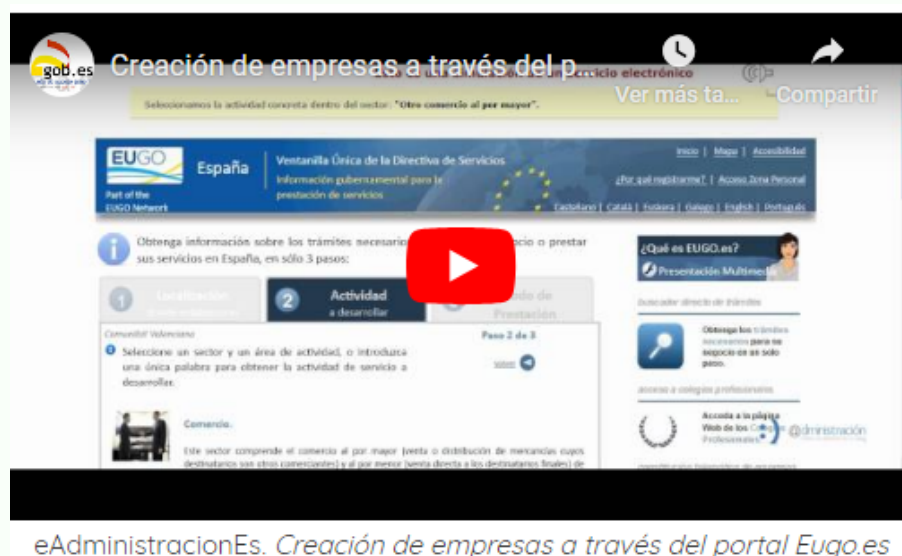 gob.es
Creación de empresas a través del p...
servicio electrónico
Ver más ta...
Compartir
Seleccionamos la actividad concreta dentro del sector: "Otro comercio al por mayor".
EUGO
España
Part of the
EUGO Network
Ventanilla Única de la Directiva de Servicios
Información gubernamental para la
prestación de servicios
Inicio | Mapa | Accesibilidad
¿Por qué registrarme? | Acceso Zona Personal
Castellano | Català | Euskera | Galego | English | Português
Obtenga información sobre los trámites necesarios
ocio o prestar
sus servicios en España, en sólo 3 pasos:
1
Localización
2
Actividad
a desarrollar
Prestación
Comunitat Valenciana
Paso 2 de 3
Seleccione un sector y un área de actividad, o introduzca
una única palabra para obtener la actividad de servicio a
desarrollar.
volver
Comercio.
Este sector comprende el comercio al por mayor (venta o distribución de mercancías cuyos
destinatarios son otros comerciantes) y al por menor (venta directa a los destinatarios finales) de
¿Qué es EUGO.es?
Presentación Multimedia
buscador directo de trámites
Obtenga los trámites
necesarios para su
negocio en un solo
paso.
acceso a colegios profesionales
Acceda a la página
Web de los
Profesionales
@dministración
eAdministracionEs. Creación de empresas a través del portal Eugo.es